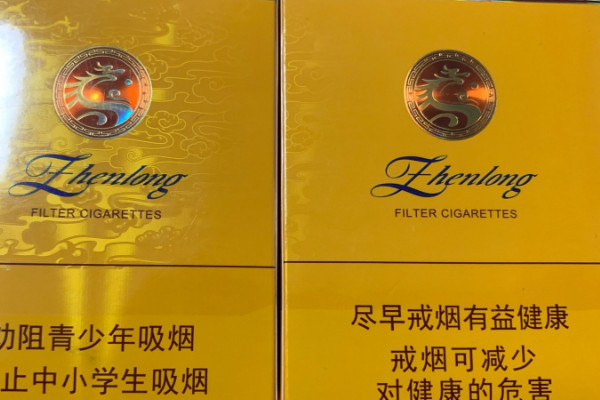 Zhenlong
FILTER CIGARETTES
劝阻青少年吸烟
止中小学生吸烟
Zhenlong
FILTER CIGARETTES
尽早戒烟有益健康
戒烟可减少
对健康的危害